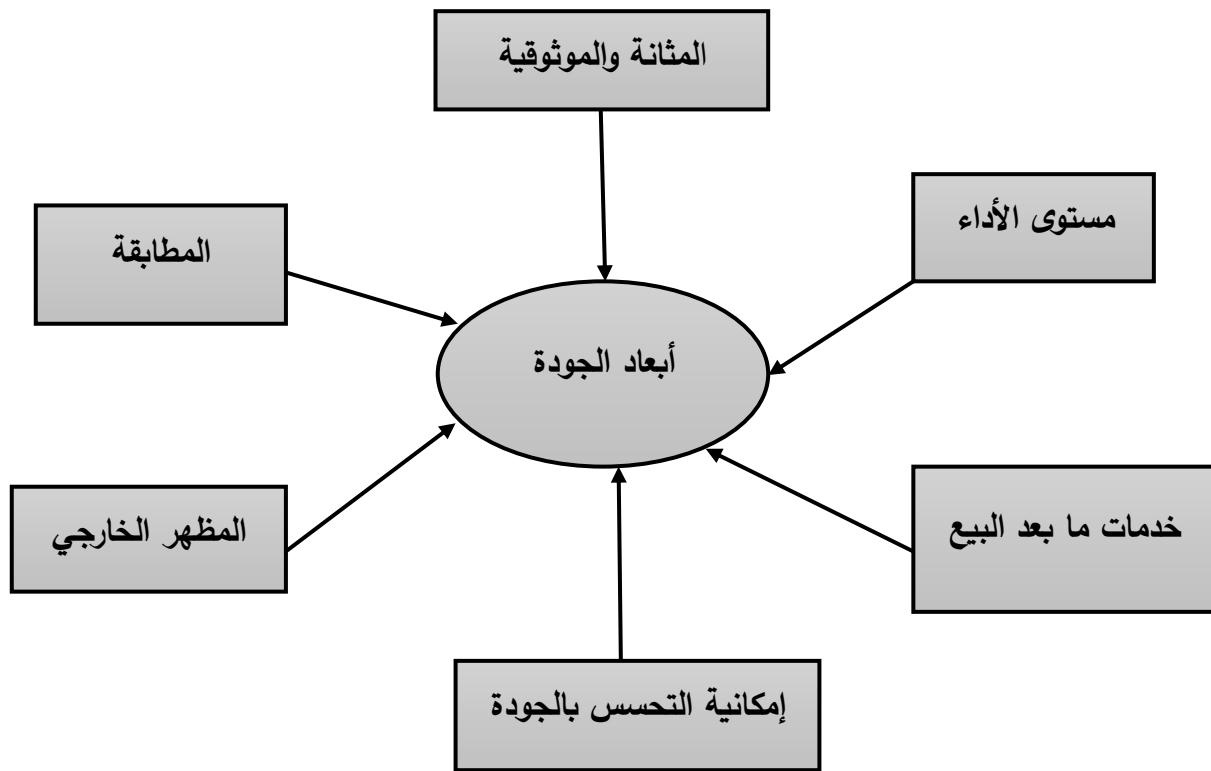 المثانة والموثوقية
مستوى الأداء
المطابقة
أبعاد الجودة
خدمات ما بعد البيع
المظهر الخارجي
إمكانية التحسس بالجودة